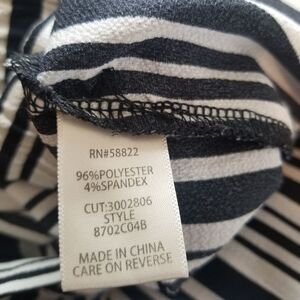 RN#58822
96%POLYESTER
4%SPANDEX
CUT:3002806
STYLE
8702C04B
MADE IN CHINA
CARE ON REVERSE